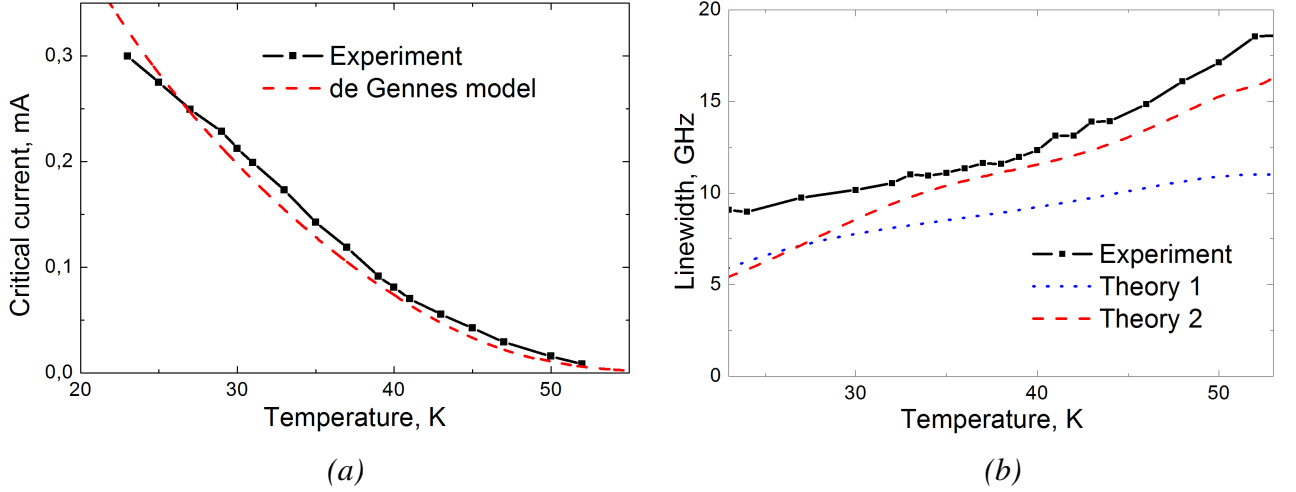 Critical current, mA
0,3
0,2
0,1
0,0
20
30
40
50
Temperature, K
Experiment
de Gennes model
(a)
Linewidth, GHz
20
15
10
5
0
30
40
50
Temperature, K
Experiment
Theory 1
Theory 2
(b)